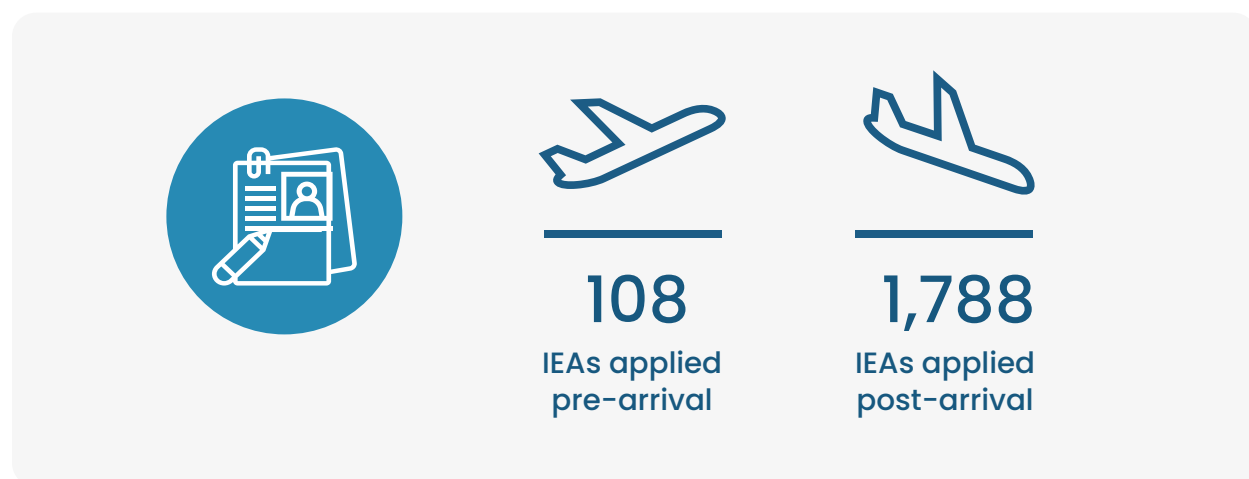 108
IEAs applied
pre-arrival
1,788
IEAs applied
post-arrival